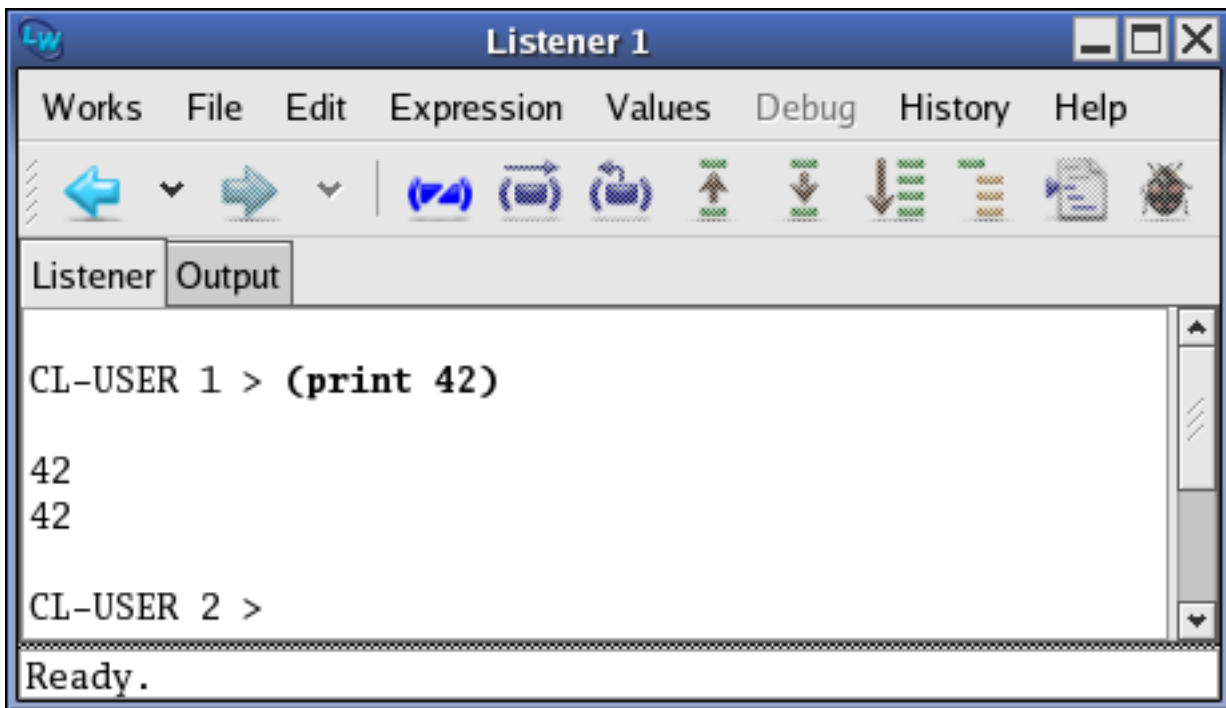 LW Listener 1
Works File Edit Expression Values Debug History Help
Listener Output
CL-USER 1 > (print 42)
42
42
CL-USER 2 >
Ready.